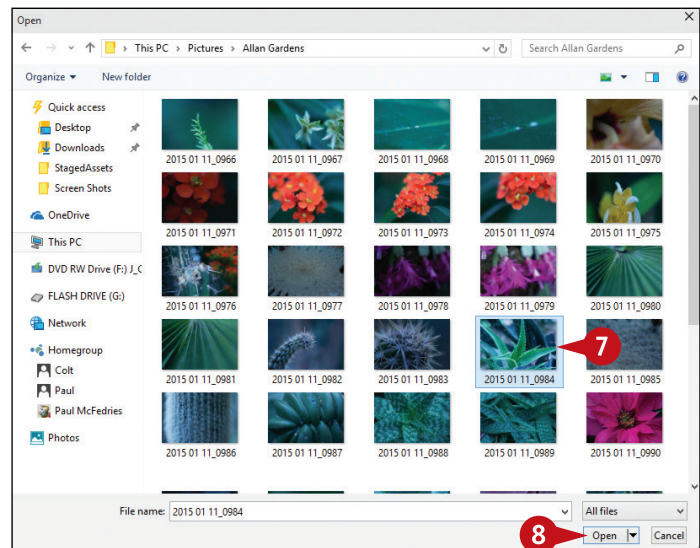 Open
This PC > Pictures > Allan Gardens
Search Allan Gardens
Organize
New folder
Quick access
Desktop
Downloads
StagedAssets
Screen Shots
OneDrive
This PC
DVD RW Drive (F:) J_C
FLASH DRIVE (G:)
Network
Homegroup
Colt
Paul
Paul McFedries
Photos
2015 01 11_0966
2015 01 11_0967
2015 01 11_0968
2015 01 11_0969
2015 01 11_0970
2015 01 11_0971
2015 01 11_0972
2015 01 11_0973
2015 01 11_0974
2015 01 11_0975
2015 01 11_0976
2015 01 11_0977
2015 01 11_0978
2015 01 11_0979
2015 01 11_0980
2015 01 11_0981
2015 01 11_0982
2015 01 11_0983
2015 01 11_0984
2015 01 11_0985
7
2015 01 11_0986
2015 01 11_0987
2015 01 11_0988
2015 01 11_0989
2015 01 11_0990
File name: 2015 01 11_0984
All files
8
Open
Cancel